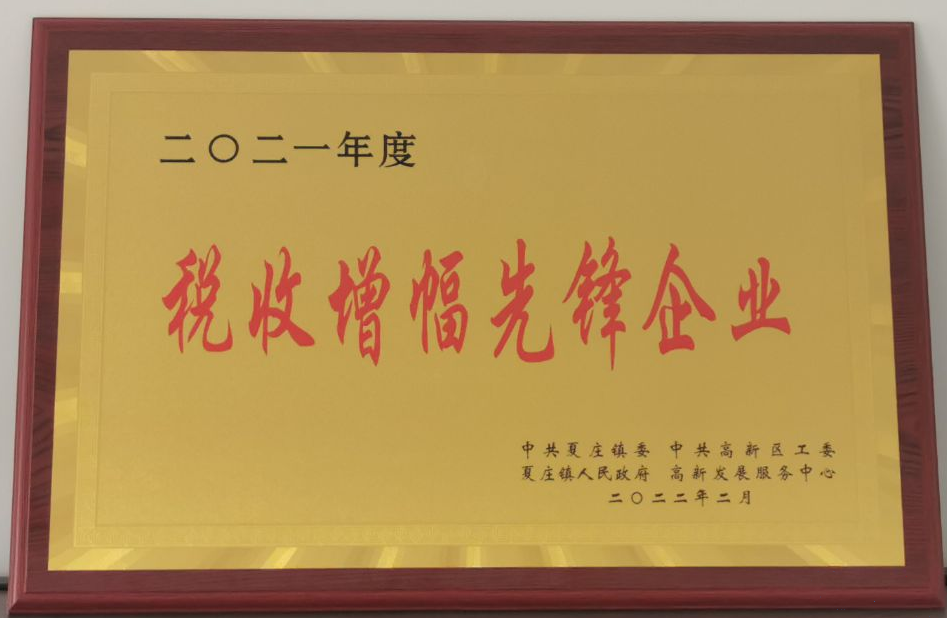 二〇二一年度
税收增幅先锋企业
中共夏庄镇委 中共高新区工委
夏庄镇人民政府 高新发展服务中心
二〇二二年二月